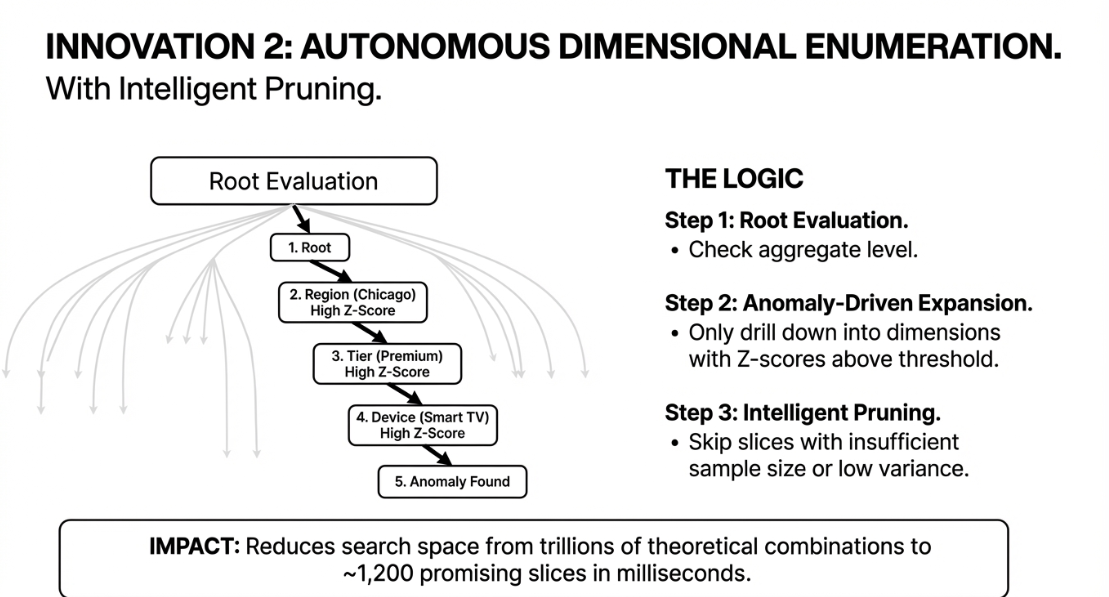 INNOVATION 2: AUTONOMOUS DIMENSIONAL ENUMERATION.
With Intelligent Pruning.
Root Evaluation
1. Root
2. Region (Chicago)
High Z-Score
3. Tier (Premium)
High Z-Score
4. Device (Smart TV)
High Z-Score
5. Anomaly Found
THE LOGIC
Step 1: Root Evaluation.
• Check aggregate level.
Step 2: Anomaly-Driven Expansion.
• Only drill down into dimensions
with Z-scores above threshold.
Step 3: Intelligent Pruning.
• Skip slices with insufficient
sample size or low variance.
IMPACT: Reduces search space from trillions of theoretical combinations to
~1,200 promising slices in milliseconds.